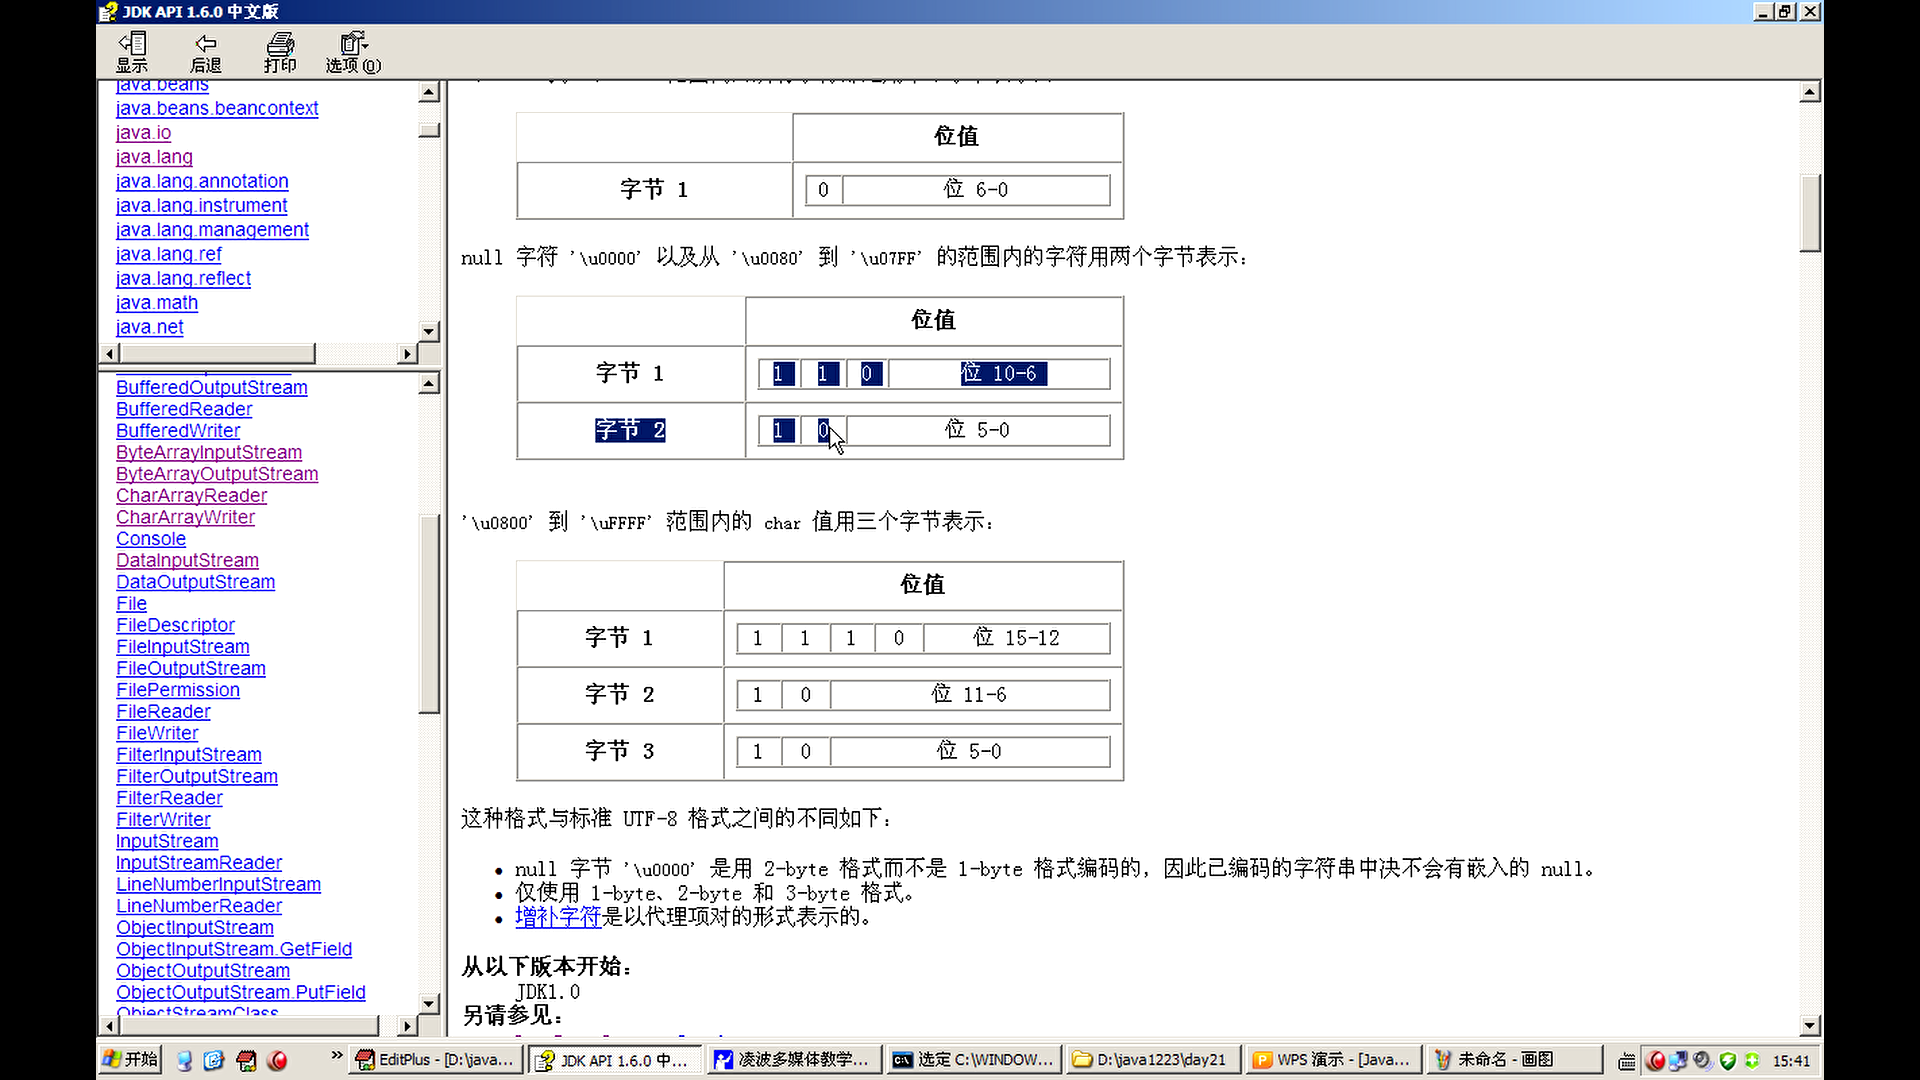 JDK API 1.6.0 中文版
显示 后退 打印 选项(O)
java.beans
java.beans.beancontext
java.io
java.lang
java.lang.annotation
java.lang.instrument
java.lang.management
java.lang.ref
java.lang.reflect
java.math
java.net
BufferedOutputStream
BufferedReader
BufferedWriter
ByteArrayInputStream
ByteArrayOutputStream
CharArrayReader
CharArrayWriter
Console
DataInputStream
DataOutputStream
File
FileDescriptor
FileInputStream
FileOutputStream
FilePermission
FileReader
FileWriter
FilterInputStream
FilterOutputStream
FilterReader
FilterWriter
InputStream
InputStreamReader
LineNumberInputStream
LineNumberReader
ObjectInputStream
ObjectInputStream.GetField
ObjectOutputStream
ObjectOutputStream.PutField
ObjectStreamClass
位值
字节 1 0 位 6-0
null 字符 '\u0000' 以及从 '\u0080' 到 '\u07FF' 的范围内的字符用两个字节表示：
位值
字节 1 1 1 0 位 10-6
字节 2 1 0 位 5-0
'\u0800' 到 '\uFFFF' 范围内的 char 值用三个字节表示：
位值
字节 1 1 1 1 0 位 15-12
字节 2 1 0 位 11-6
字节 3 1 0 位 5-0
这种格式与标准 UTF-8 格式之间的不同如下：
• null 字节 '\u0000' 是用 2-byte 格式而不是 1-byte 格式编码的，因此已编码的字符串中决不会有嵌入的 null。
• 仅使用 1-byte、2-byte 和 3-byte 格式。
• 增补字符是以代理项对的形式表示的。
从以下版本开始：
JDK1.0
另请参见：
开始 » EditPlus - [D:\java... JDK API 1.6.0 中... 凌波多媒体教学... 选定 C:\WINDOW... D:\java1223\day21 WPS 演示 - [Java... 未命名 - 画图 15:41